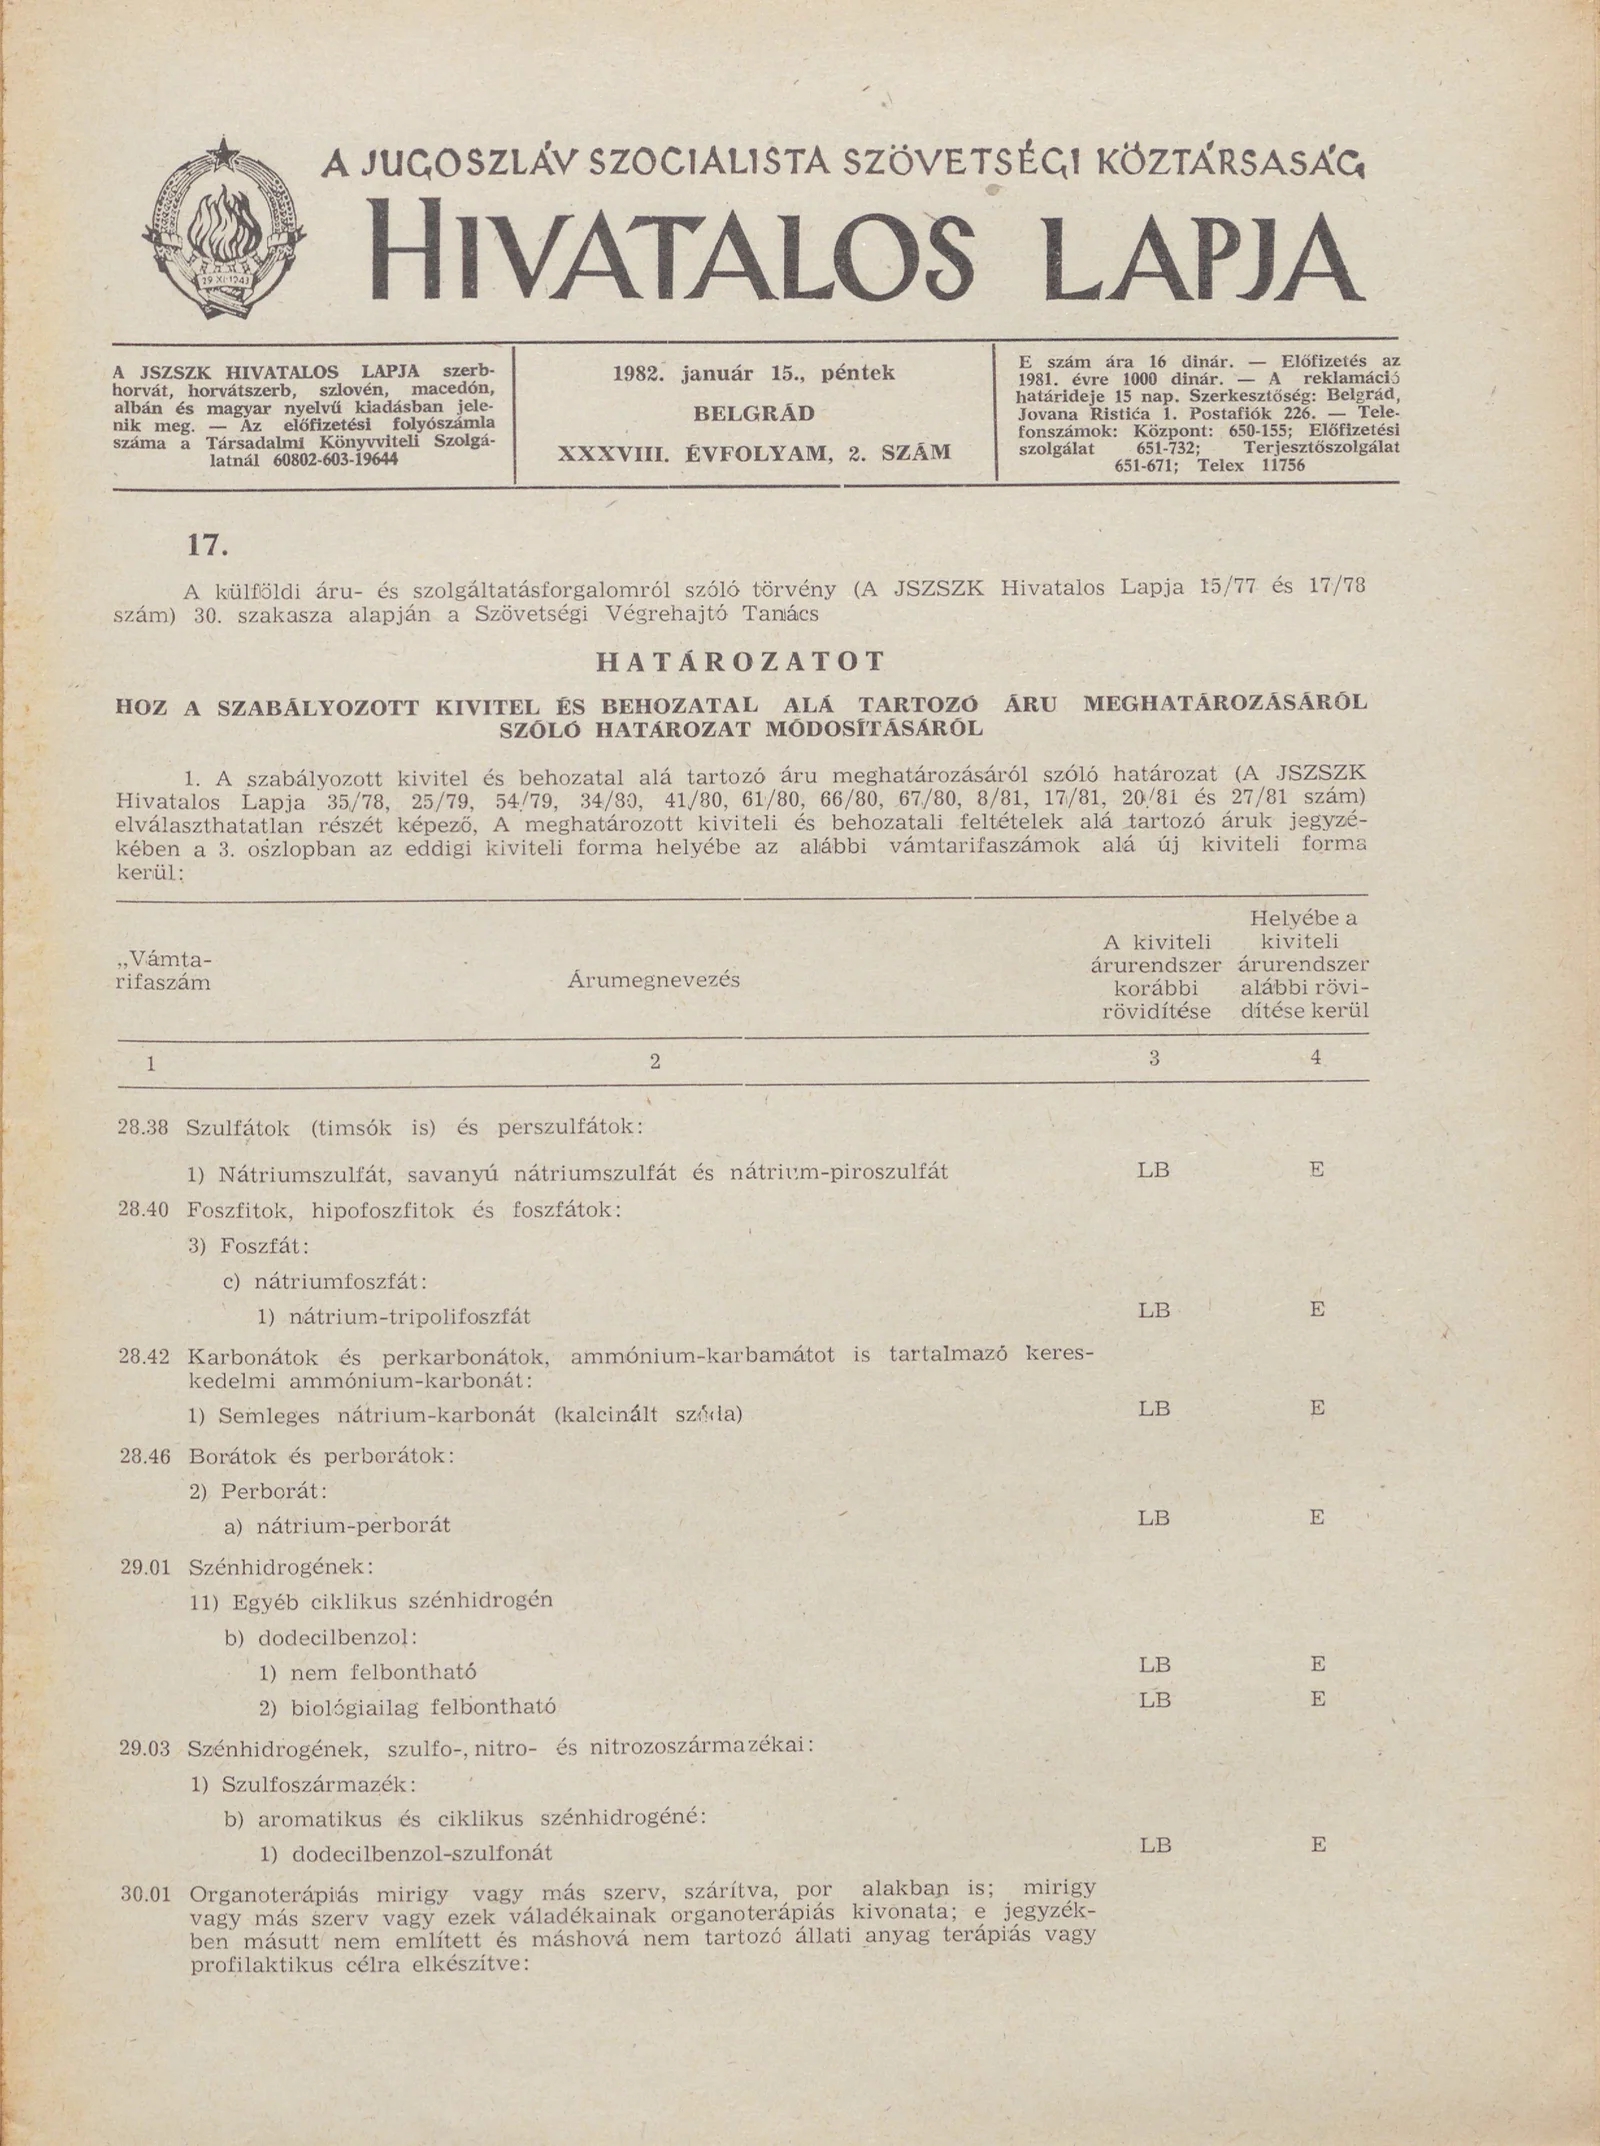 A JUGOSZLÁV SZOCIALISTA SZÖVETSÉGI KÖZTÁRSASÁG
HIVATALOS LAPJA
29·XI·1943
A JSZSZK HIVATALOS LAPJA szerb-
horvát, horvátszerb, szlovén, macedón,
albán és magyar nyelvű kiadásban jele-
nik meg. — Az előfizetési folyószámla
száma a Társadalmi Könyvviteli Szolgá-
latnál 60802-603-19644
1982. január 15., péntek
BELGRÁD
XXXVIII. ÉVFOLYAM, 2. SZÁM
E szám ára 16 dinár. — Előfizetés az
1981. évre 1000 dinár. — A reklamáció
határideje 15 nap. Szerkesztőség: Belgrád,
Jovana Ristića 1. Postafiók 226. — Tele-
fonszámok: Központ: 650-155; Előfizetési
szolgálat 651-732; Terjesztőszolgálat
651-671; Telex 11756
17.
A külföldi áru- és szolgáltatásforgalomról szóló törvény (A JSZSZK Hivatalos Lapja 15/77 és 17/78
szám) 30. szakasza alapján a Szövetségi Végrehajtó Tanács
HATÁROZATOT
HOZ A SZABÁLYOZOTT KIVITEL ÉS BEHOZATAL ALÁ TARTOZÓ ÁRU MEGHATÁROZÁSÁRÓL
SZÓLÓ HATÁROZAT MÓDOSÍTÁSÁRÓL
1. A szabályozott kivitel és behozatal alá tartozó áru meghatározásáról szóló határozat (A JSZSZK
Hivatalos Lapja 35/78, 25/79, 54/79, 34/80, 41/80, 61/80, 66/80, 67/80, 8/81, 17/81, 20/81 és 27/81 szám)
elválaszthatatlan részét képező, A meghatározott kiviteli és behozatali feltételek alá tartozó áruk jegyzé-
kében a 3. oszlopban az eddigi kiviteli forma helyébe az alábbi vámtarifaszámok alá új kiviteli forma
kerül:
„Vámta-
rifaszám
Árumegnevezés
A kiviteli
árurendszer
korábbi
rövidítése
Helyébe a
kiviteli
árurendszer
alábbi rövi-
dítése kerül
1 2 3 4
28.38 Szulfátok (timsók is) és perszulfátok:
1) Nátriumszulfát, savanyú nátriumszulfát és nátrium-piroszulfát LB E
28.40 Foszfitok, hipofoszfitok és foszfátok:
3) Foszfát:
c) nátriumfoszfát:
1) nátrium-tripolifoszfát LB E
28.42 Karbonátok és perkarbonátok, ammónium-karbamátot is tartalmazó keres-
kedelmi ammónium-karbonát:
1) Semleges nátrium-karbonát (kalcinált szóda) LB E
28.46 Borátok és perborátok:
2) Perborát:
a) nátrium-perborát LB E
29.01 Szénhidrogének:
11) Egyéb ciklikus szénhidrogén
b) dodecilbenzol:
1) nem felbontható LB E
2) biológiailag felbontható LB E
29.03 Szénhidrogének, szulfo-, nitro- és nitrozoszármazékai:
1) Szulfoszármazék:
b) aromatikus és ciklikus szénhidrogéné:
1) dodecilbenzol-szulfonát LB E
30.01 Organoterápiás mirigy vagy más szerv, szárítva, por alakban is; mirigy
vagy más szerv vagy ezek váladékainak organoterápiás kivonata; e jegyzék-
ben másutt nem említett és máshová nem tartozó állati anyag terápiás vagy
profilaktikus célra elkészítve: